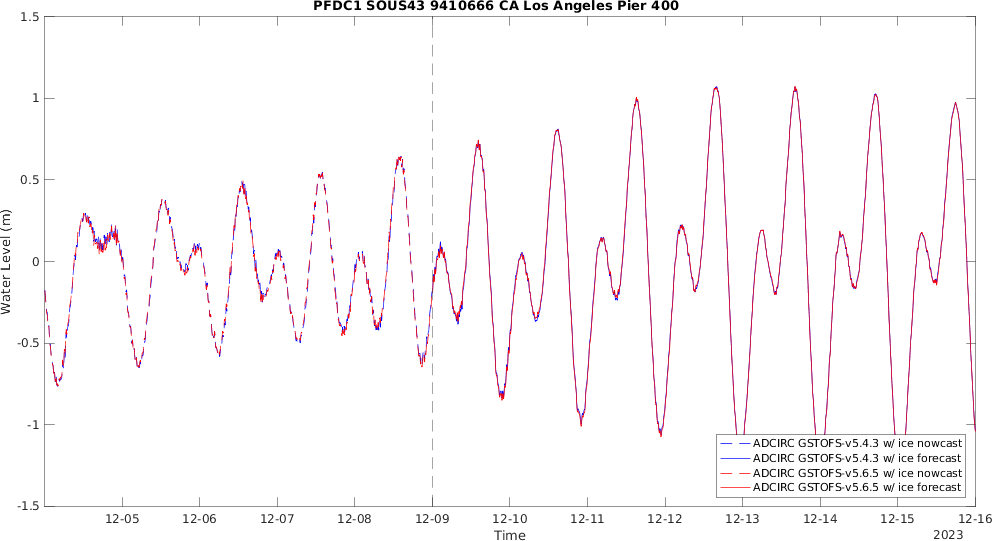 PFDC1 SOUS43 9410666 CA Los Angeles Pier 400
1.5
1
0.5
0
-0.5
-1
-1.5
Water Level (m)
ADCIRC GSTOFS-v5.4.3 w/ ice nowcast
ADCIRC GSTOFS-v5.4.3 w/ ice forecast
ADCIRC GSTOFS-v5.6.5 w/ ice nowcast
ADCIRC GSTOFS-v5.6.5 w/ ice forecast
12-05 12-06 12-07 12-08 12-09 12-10 12-11 12-12 12-13 12-14 12-15 12-16
Time
2023